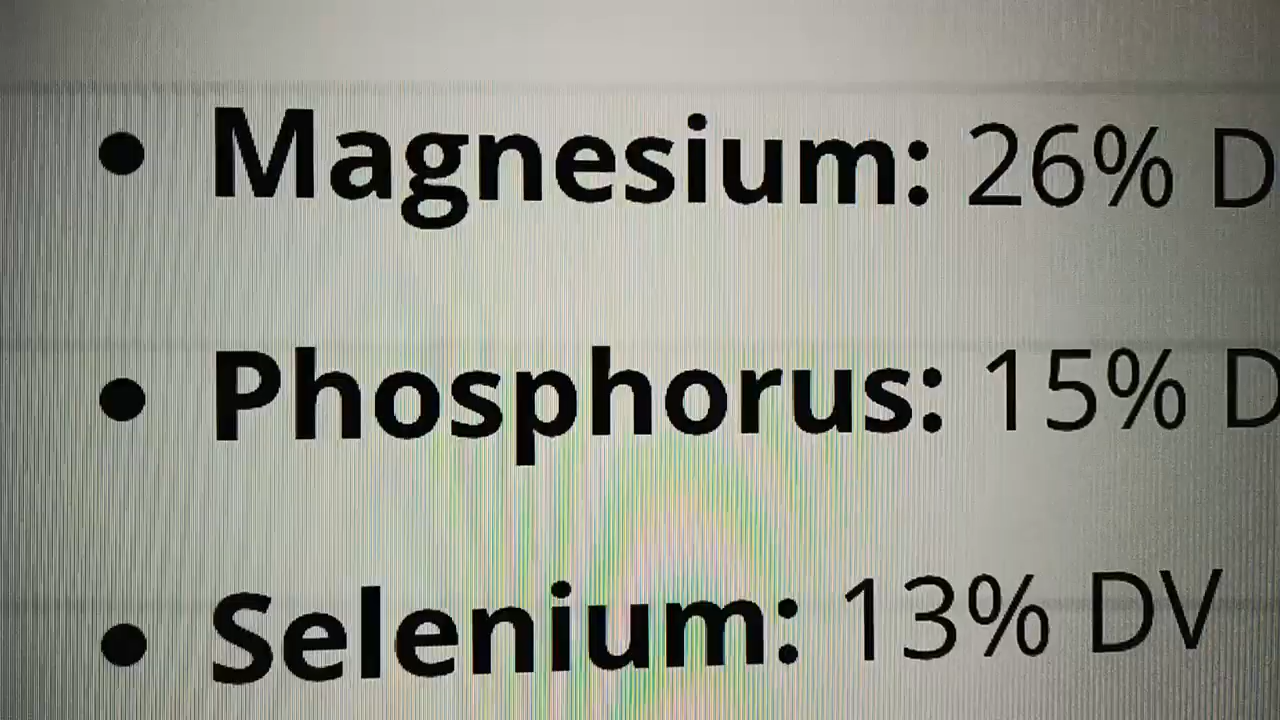 • Magnesium: 26% D
• Phosphorus: 15% D
• Selenium: 13% DV